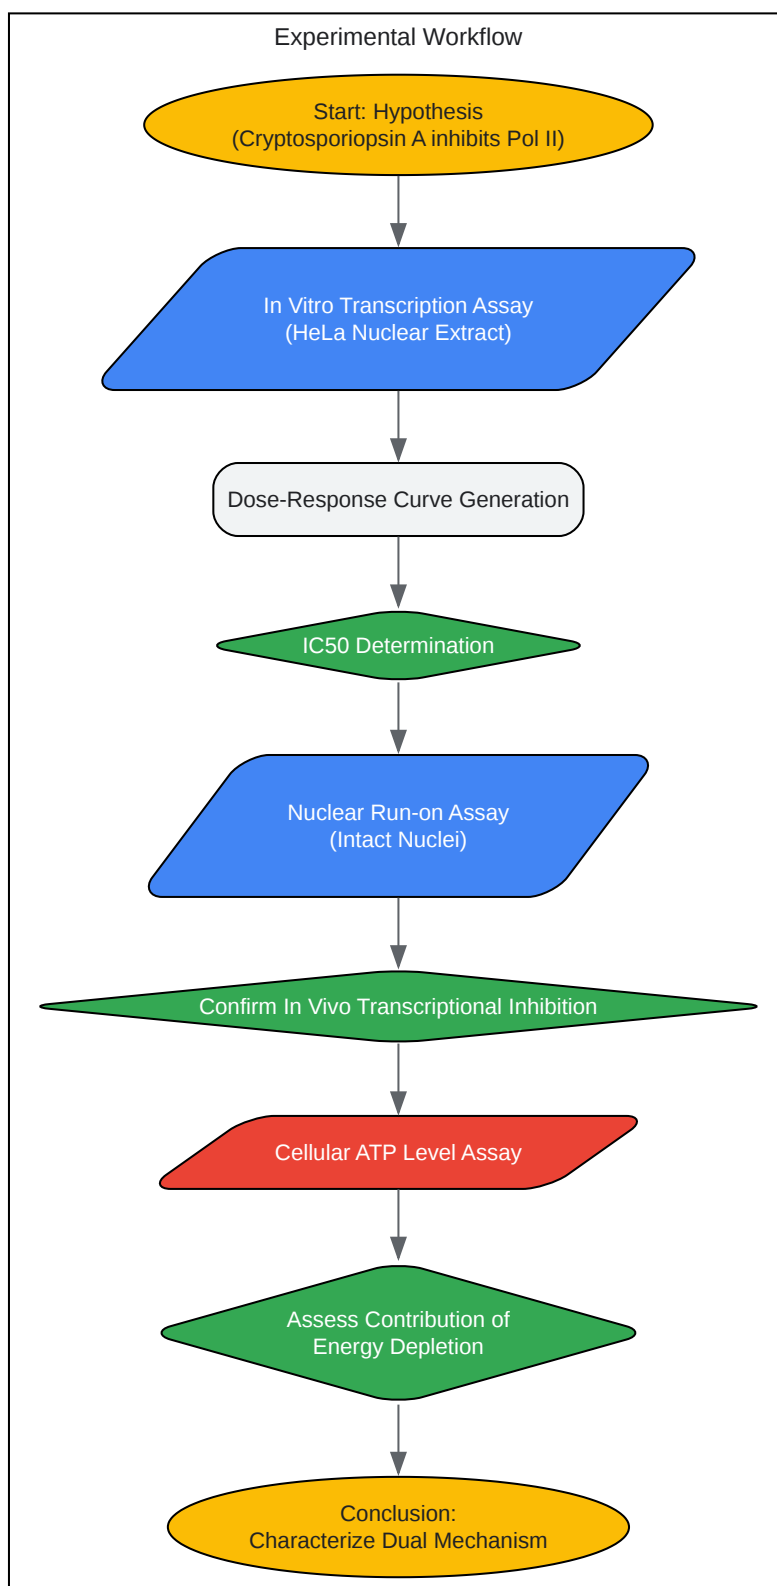 Experimental Workflow
Start: Hypothesis
(Cryptosporiopsin A inhibits Pol II)
In Vitro Transcription Assay
(HeLa Nuclear Extract)
Dose-Response Curve Generation
IC50 Determination
Nuclear Run-on Assay
(Intact Nuclei)
Confirm In Vivo Transcriptional Inhibition
Cellular ATP Level Assay
Assess Contribution of
Energy Depletion
Conclusion:
Characterize Dual Mechanism